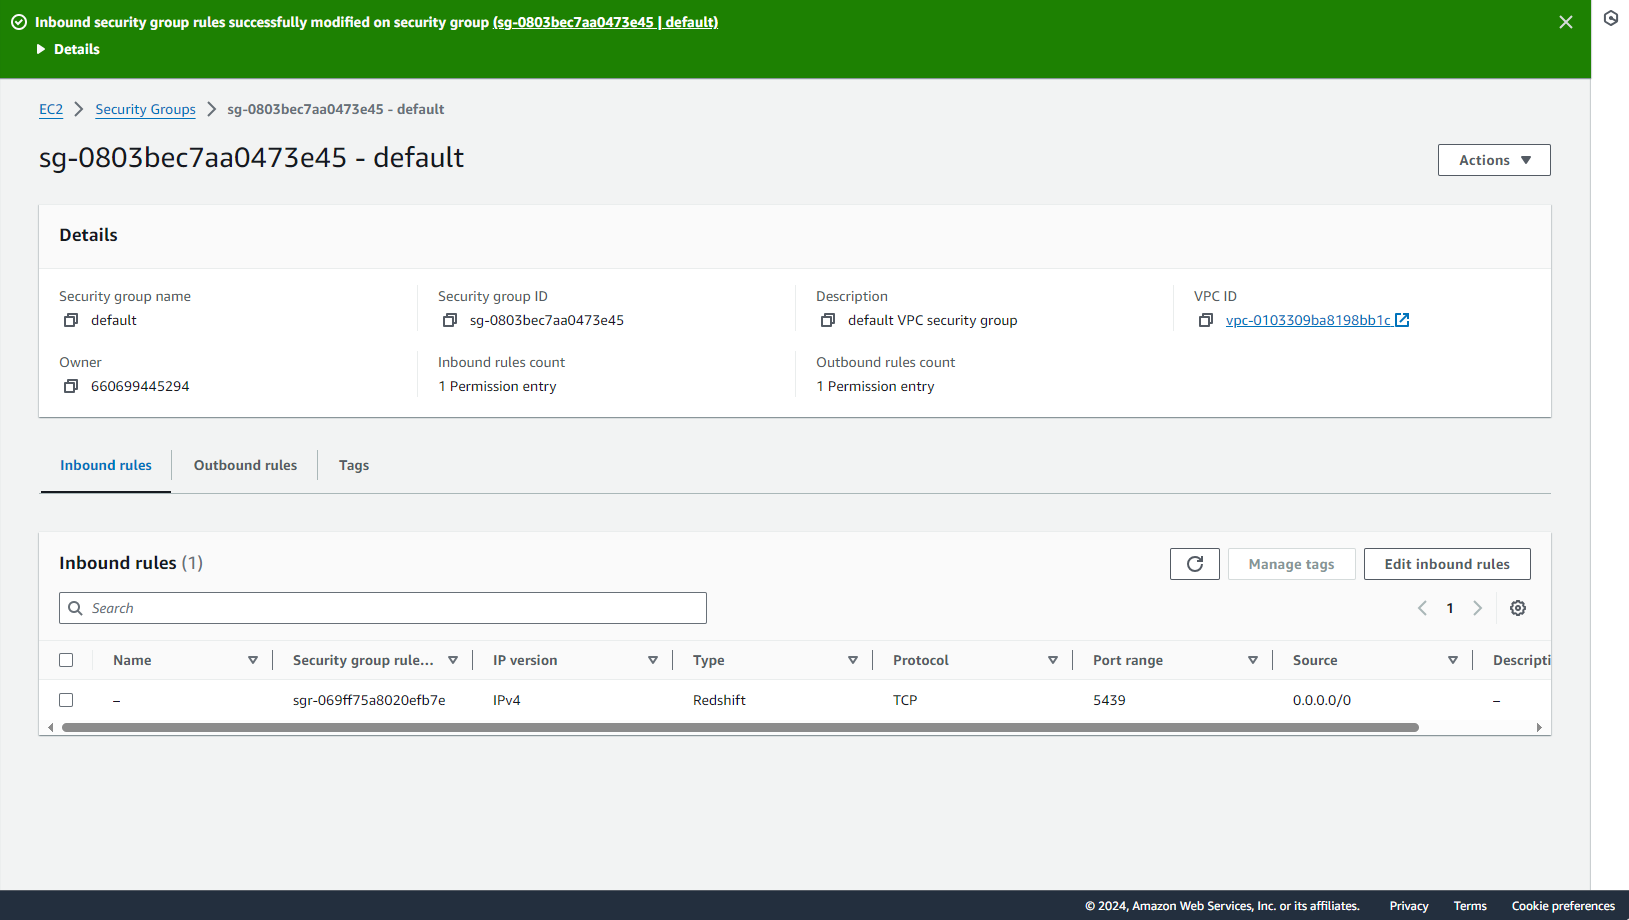 Inbound security group rules successfully modified on security group (sg-0803bec7aa0473e45 | default)
Details
EC2 Security Groups sg-0803bec7aa0473e45 - default
sg-0803bec7aa0473e45 - default
Actions
Details
Security group name Security group ID Description VPC ID
default sg-0803bec7aa0473e45 default VPC security group vpc-0103309ba8198bb1c
Owner Inbound rules count Outbound rules count
660699445294 1 Permission entry 1 Permission entry
Inbound rules Outbound rules Tags
Inbound rules (1) Manage tags Edit inbound rules
Search 1
Name Security group rule... IP version Type Protocol Port range Source Descripti
– sgr-069ff75a8020efb7e IPv4 Redshift TCP 5439 0.0.0.0/0 –
© 2024, Amazon Web Services, Inc. or its affiliates. Privacy Terms Cookie preferences